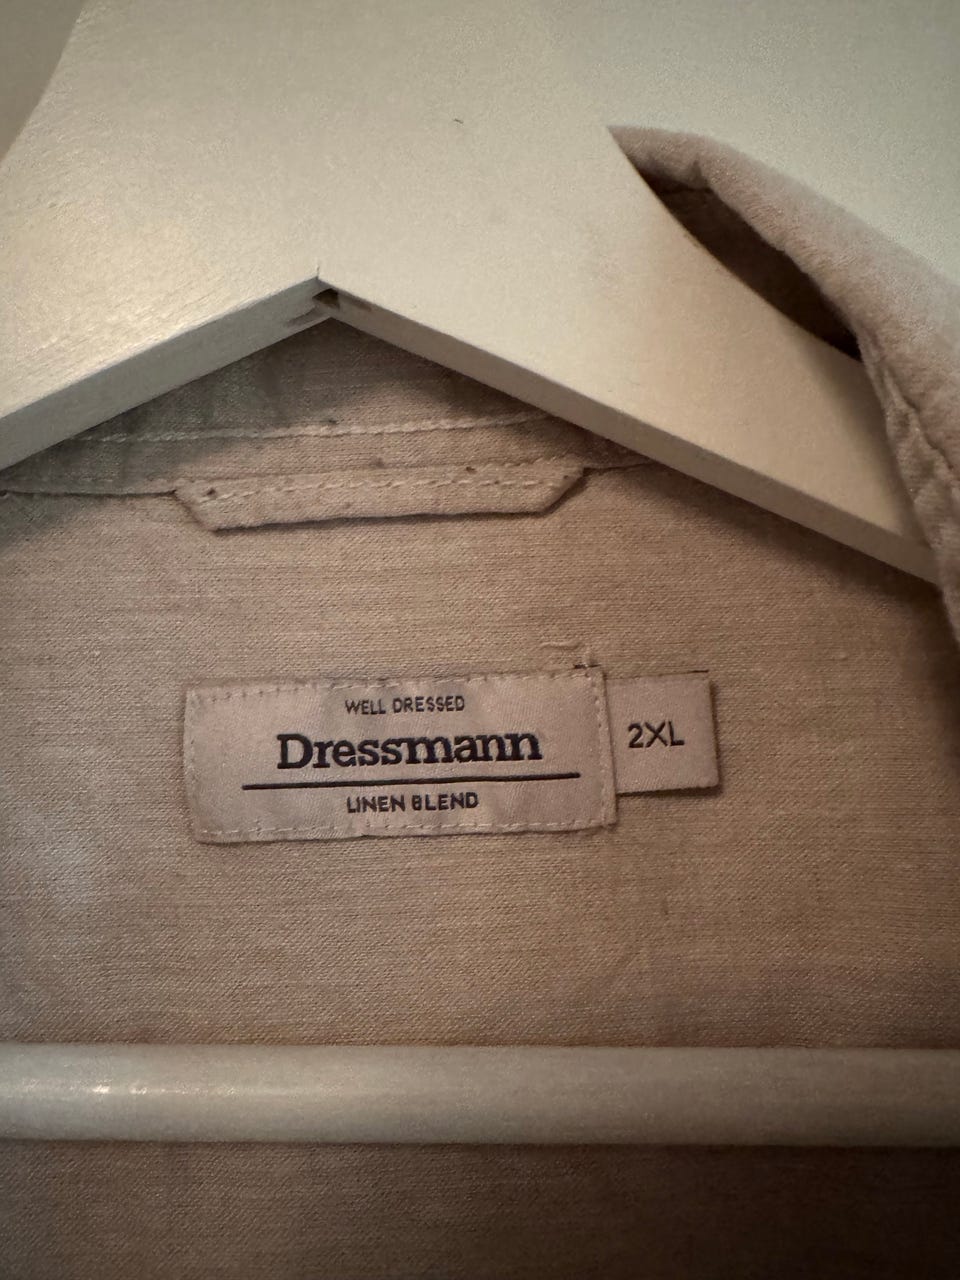 WELL DRESSED
Dressmann
LINEN BLEND
2XL